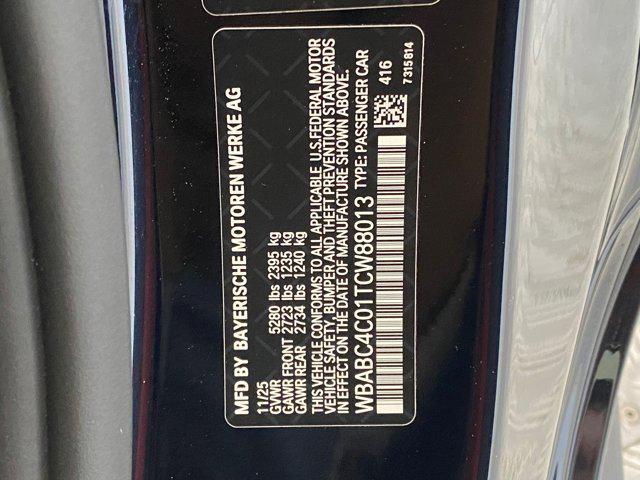 MFD BY BAYERISCHE MOTOREN WERKE AG
11/25
GVWR 5280 lbs 2395 kg
GAWR FRONT 2723 lbs 1235 kg
GAWR REAR 2734 lbs 1240 kg
THIS VEHICLE CONFORMS TO ALL APPLICABLE U.S.FEDERAL MOTOR
VEHICLE SAFETY, BUMPER AND THEFT PREVENTION STANDARDS
IN EFFECT ON THE DATE OF MANUFACTURE SHOWN ABOVE.
WBABC4C01TCW88013 TYPE: PASSENGER CAR
416
7315814